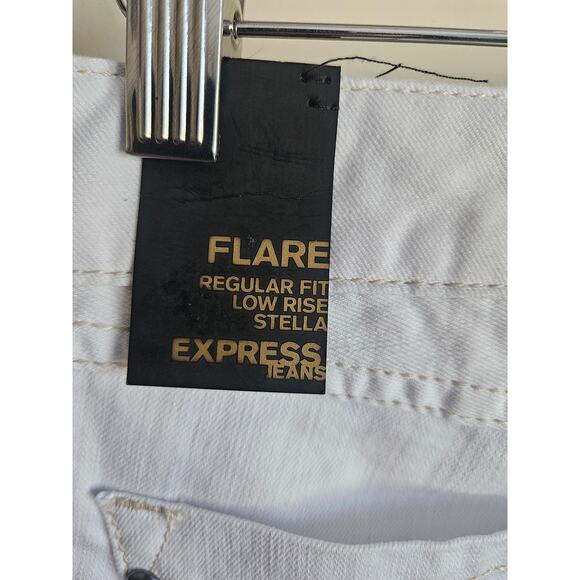 FLARE
REGULAR FIT
LOW RISE
STELLA
EXPRESS
JEANS